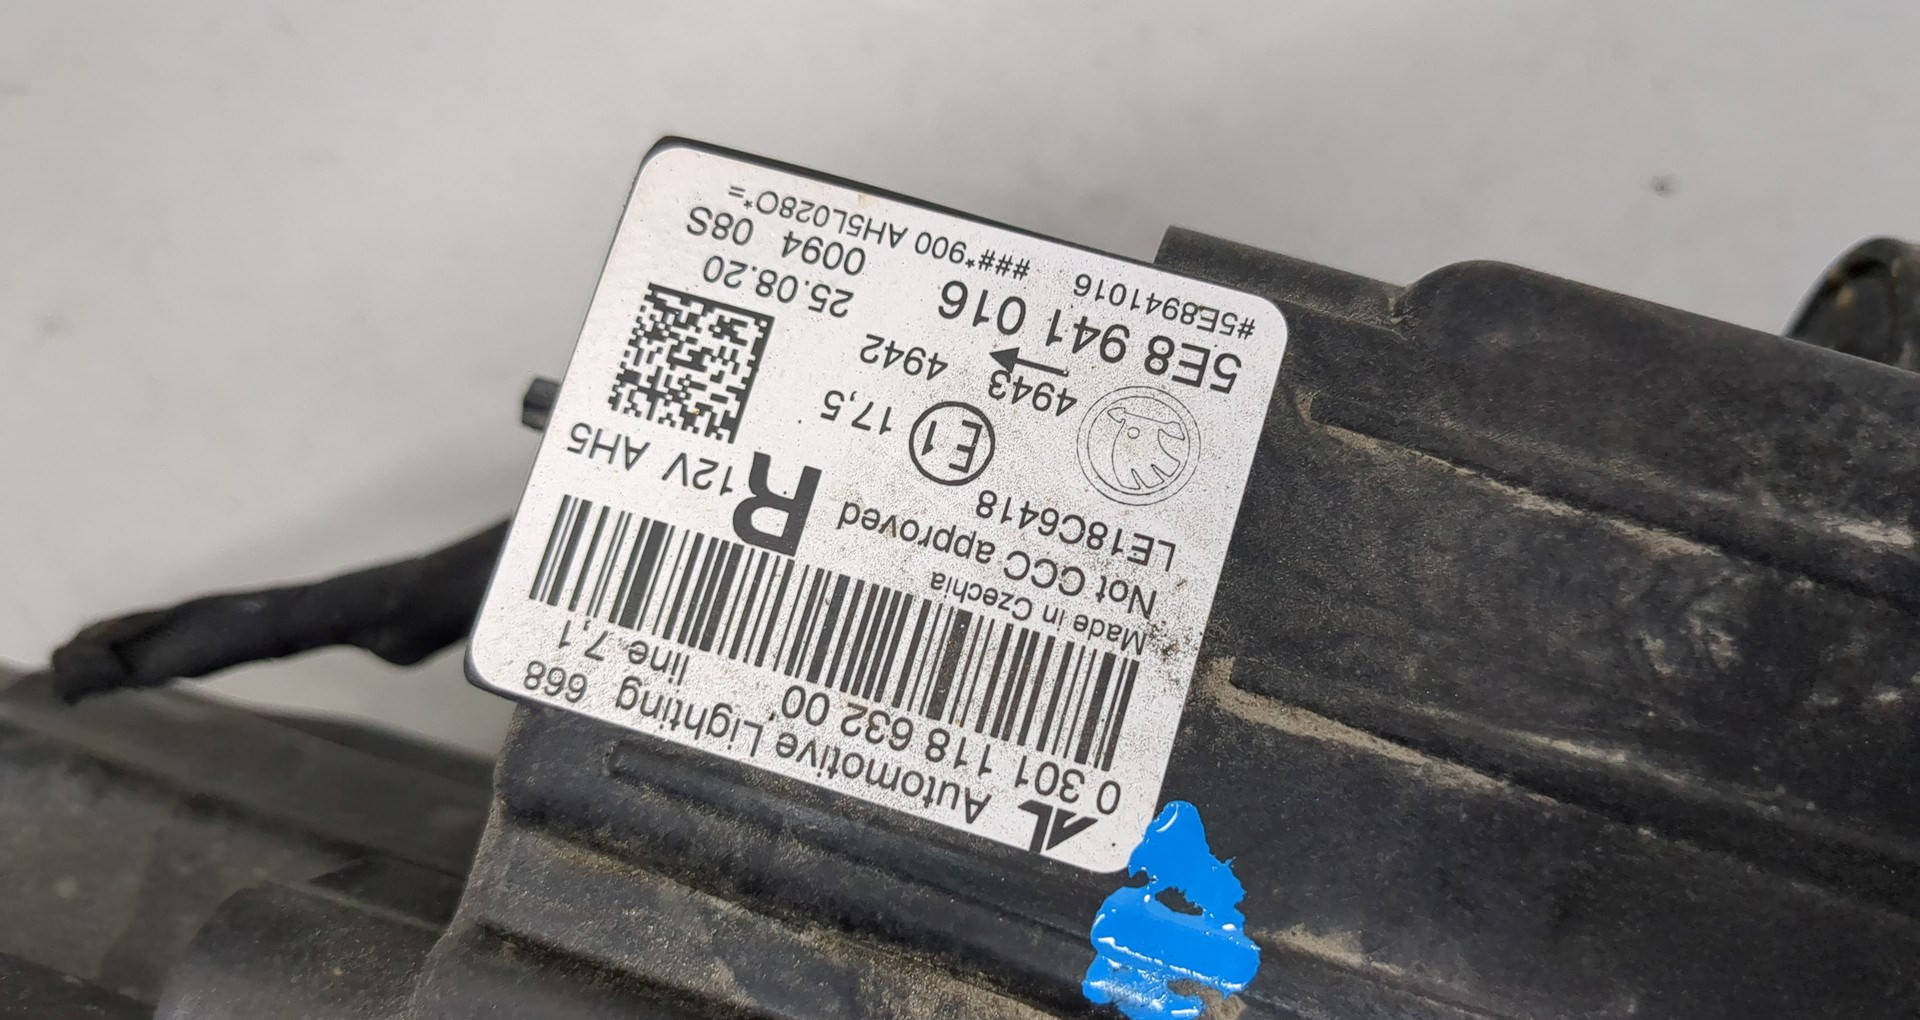 #5E8941016 ###*900 AH5L028O*=
5E8 941 016 0094 08S
4943 4942 25.08.20
E1 17,5
LE18C6418
Not CCC approved R 12V AH5
Made in Czechia
0 301 118 632 00 line 7,1
AL Automotive Lighting 668